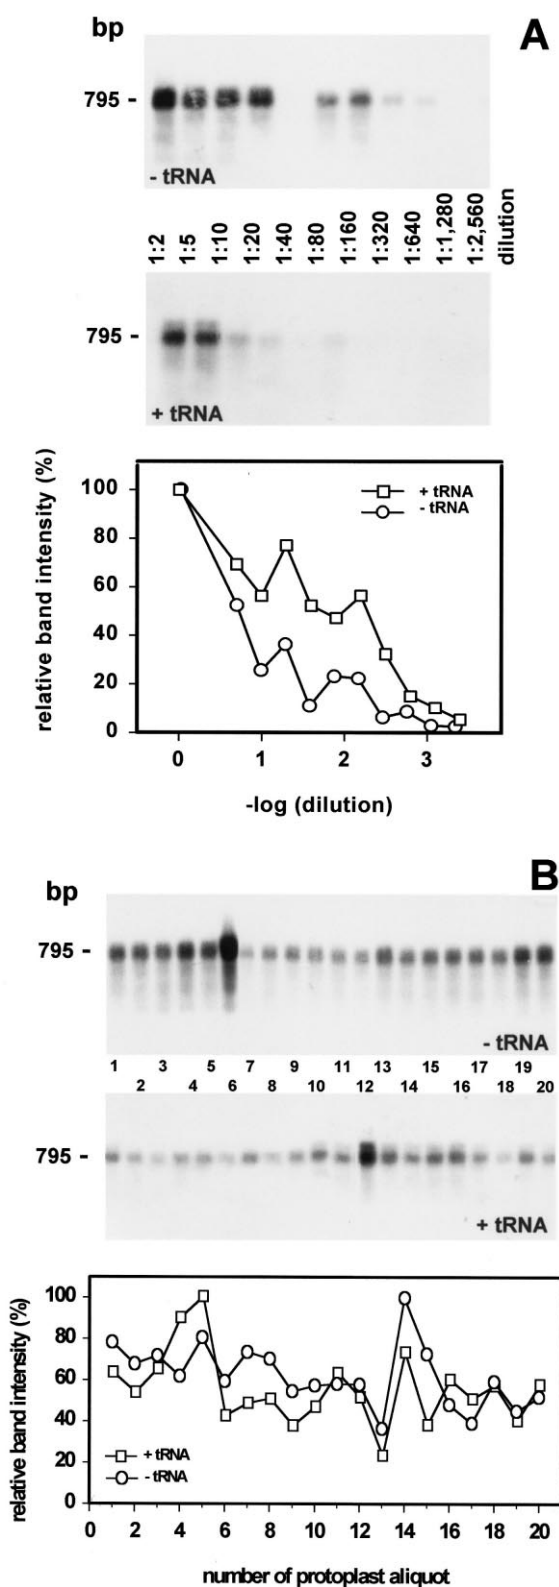 A
bp
795 -
- tRNA
1:2 1:5 1:10 1:20 1:40 1:80 1:160 1:320 1:640 1:1,280 1:2,560 dilution
795 -
+ tRNA
relative band intensity (%)
100
80
60
40
20
0
+ tRNA
- tRNA
0 1 2 3
-log (dilution)
B
bp
795 -
- tRNA
1 3 5 7 9 11 13 15 17 19
2 4 6 8 10 12 14 16 18 20
795 -
+ tRNA
relative band intensity (%)
100
80
60
40
20
0
+ tRNA
- tRNA
0 2 4 6 8 10 12 14 16 18 20
number of protoplast aliquot